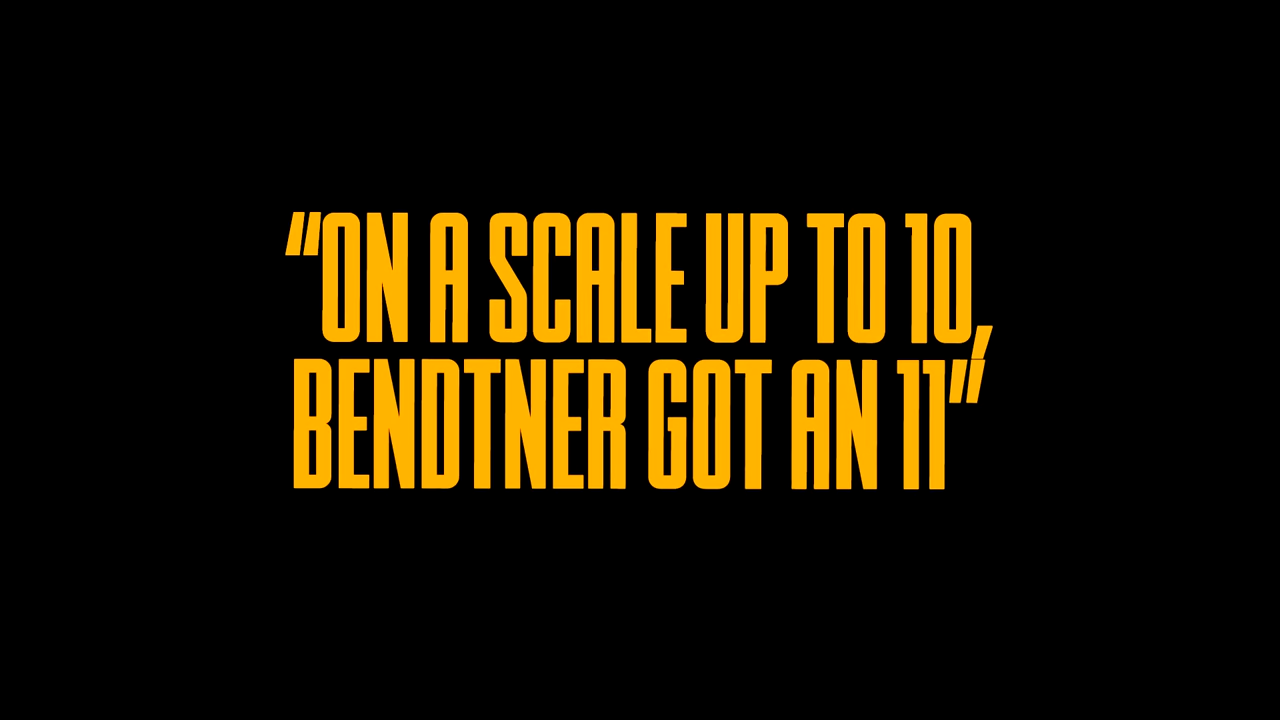 “ON A SCALE UP TO 10,
BENDTNER GOT AN 11”